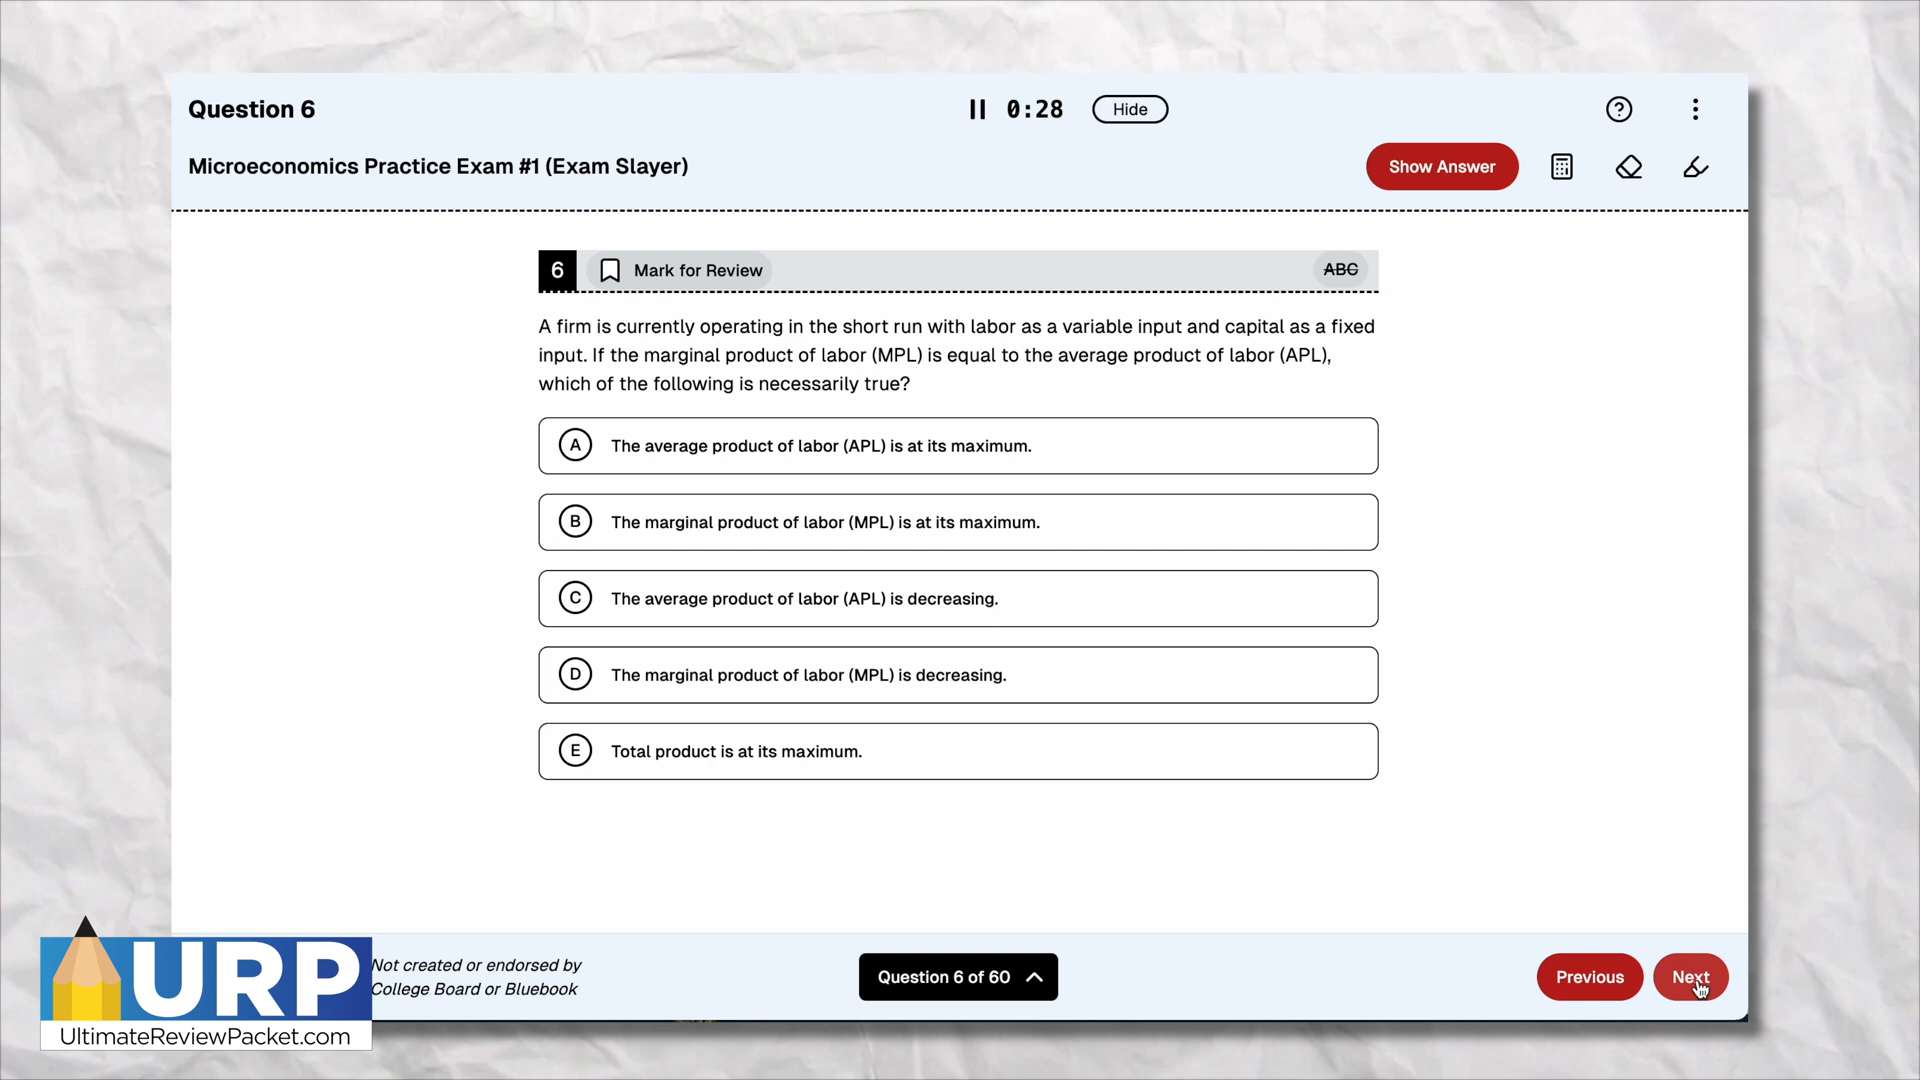 Question 6
0:28
Hide
Microeconomics Practice Exam #1 (Exam Slayer)
Show Answer
6
Mark for Review
ABC
A firm is currently operating in the short run with labor as a variable input and capital as a fixed
input. If the marginal product of labor (MPL) is equal to the average product of labor (APL),
which of the following is necessarily true?
A The average product of labor (APL) is at its maximum.
B The marginal product of labor (MPL) is at its maximum.
C The average product of labor (APL) is decreasing.
D The marginal product of labor (MPL) is decreasing.
E Total product is at its maximum.
URP
UltimateReviewPacket.com
Not created or endorsed by
College Board or Bluebook
Question 6 of 60
Previous
Next